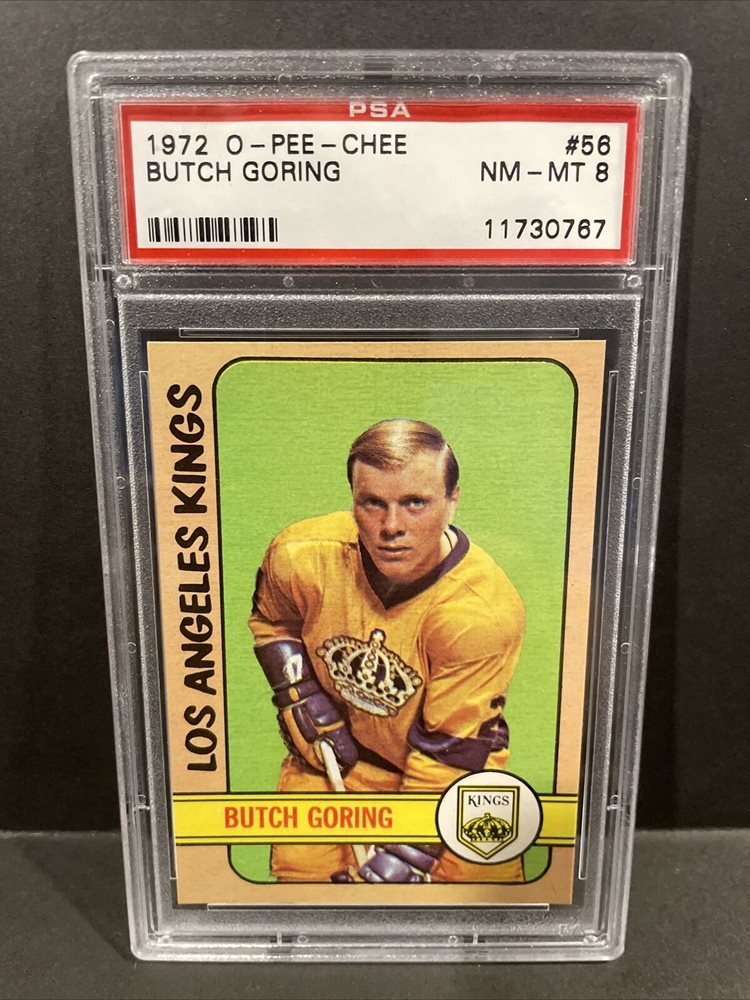 PSA
1972 O-PEE-CHEE #56
BUTCH GORING NM-MT 8
11730767
LOS ANGELES KINGS
BUTCH GORING
KINGS